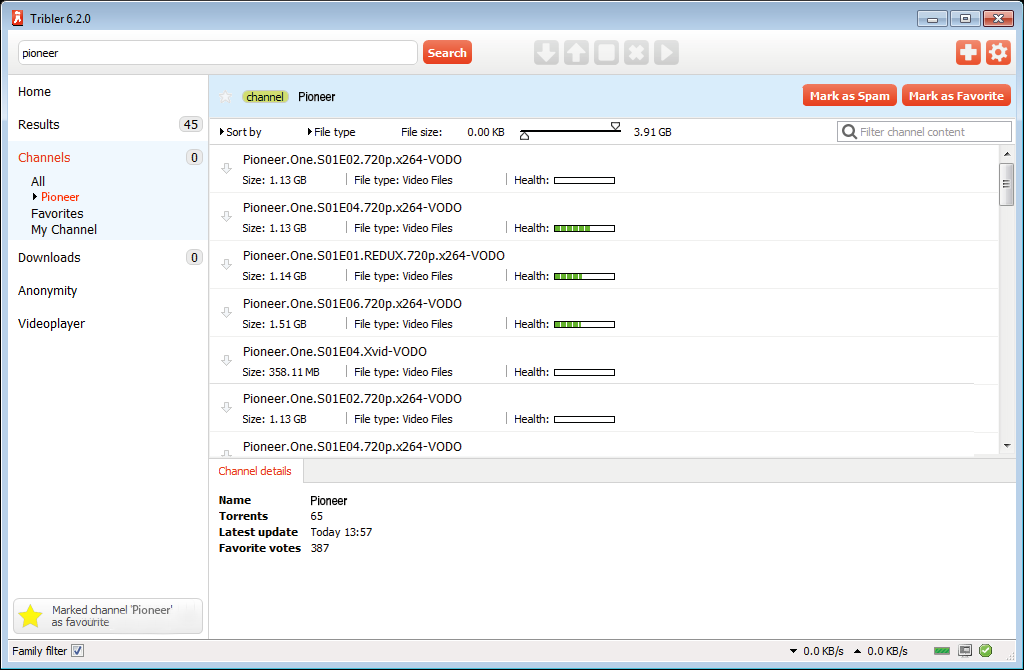 Tribler 6.2.0
pioneer
Search
Home
Results 45
Channels 0
All
Pioneer
Favorites
My Channel
Downloads 0
Anonymity
Videoplayer
channel Pioneer
Mark as Spam Mark as Favorite
Sort by File type File size: 0.00 KB 3.91 GB Filter channel content
Pioneer.One.S01E02.720p.x264-VODO
Size: 1.13 GB File type: Video Files Health:
Pioneer.One.S01E04.720p.x264-VODO
Size: 1.13 GB File type: Video Files Health:
Pioneer.One.S01E01.REDUX.720p.x264-VODO
Size: 1.14 GB File type: Video Files Health:
Pioneer.One.S01E06.720p.x264-VODO
Size: 1.51 GB File type: Video Files Health:
Pioneer.One.S01E04.Xvid-VODO
Size: 358.11 MB File type: Video Files Health:
Pioneer.One.S01E02.720p.x264-VODO
Size: 1.13 GB File type: Video Files Health:
Pioneer.One.S01E04.720p.x264-VODO
Channel details
Name Pioneer
Torrents 65
Latest update Today 13:57
Favorite votes 387
Marked channel 'Pioneer'
as favourite
Family filter 0.0 KB/s 0.0 KB/s